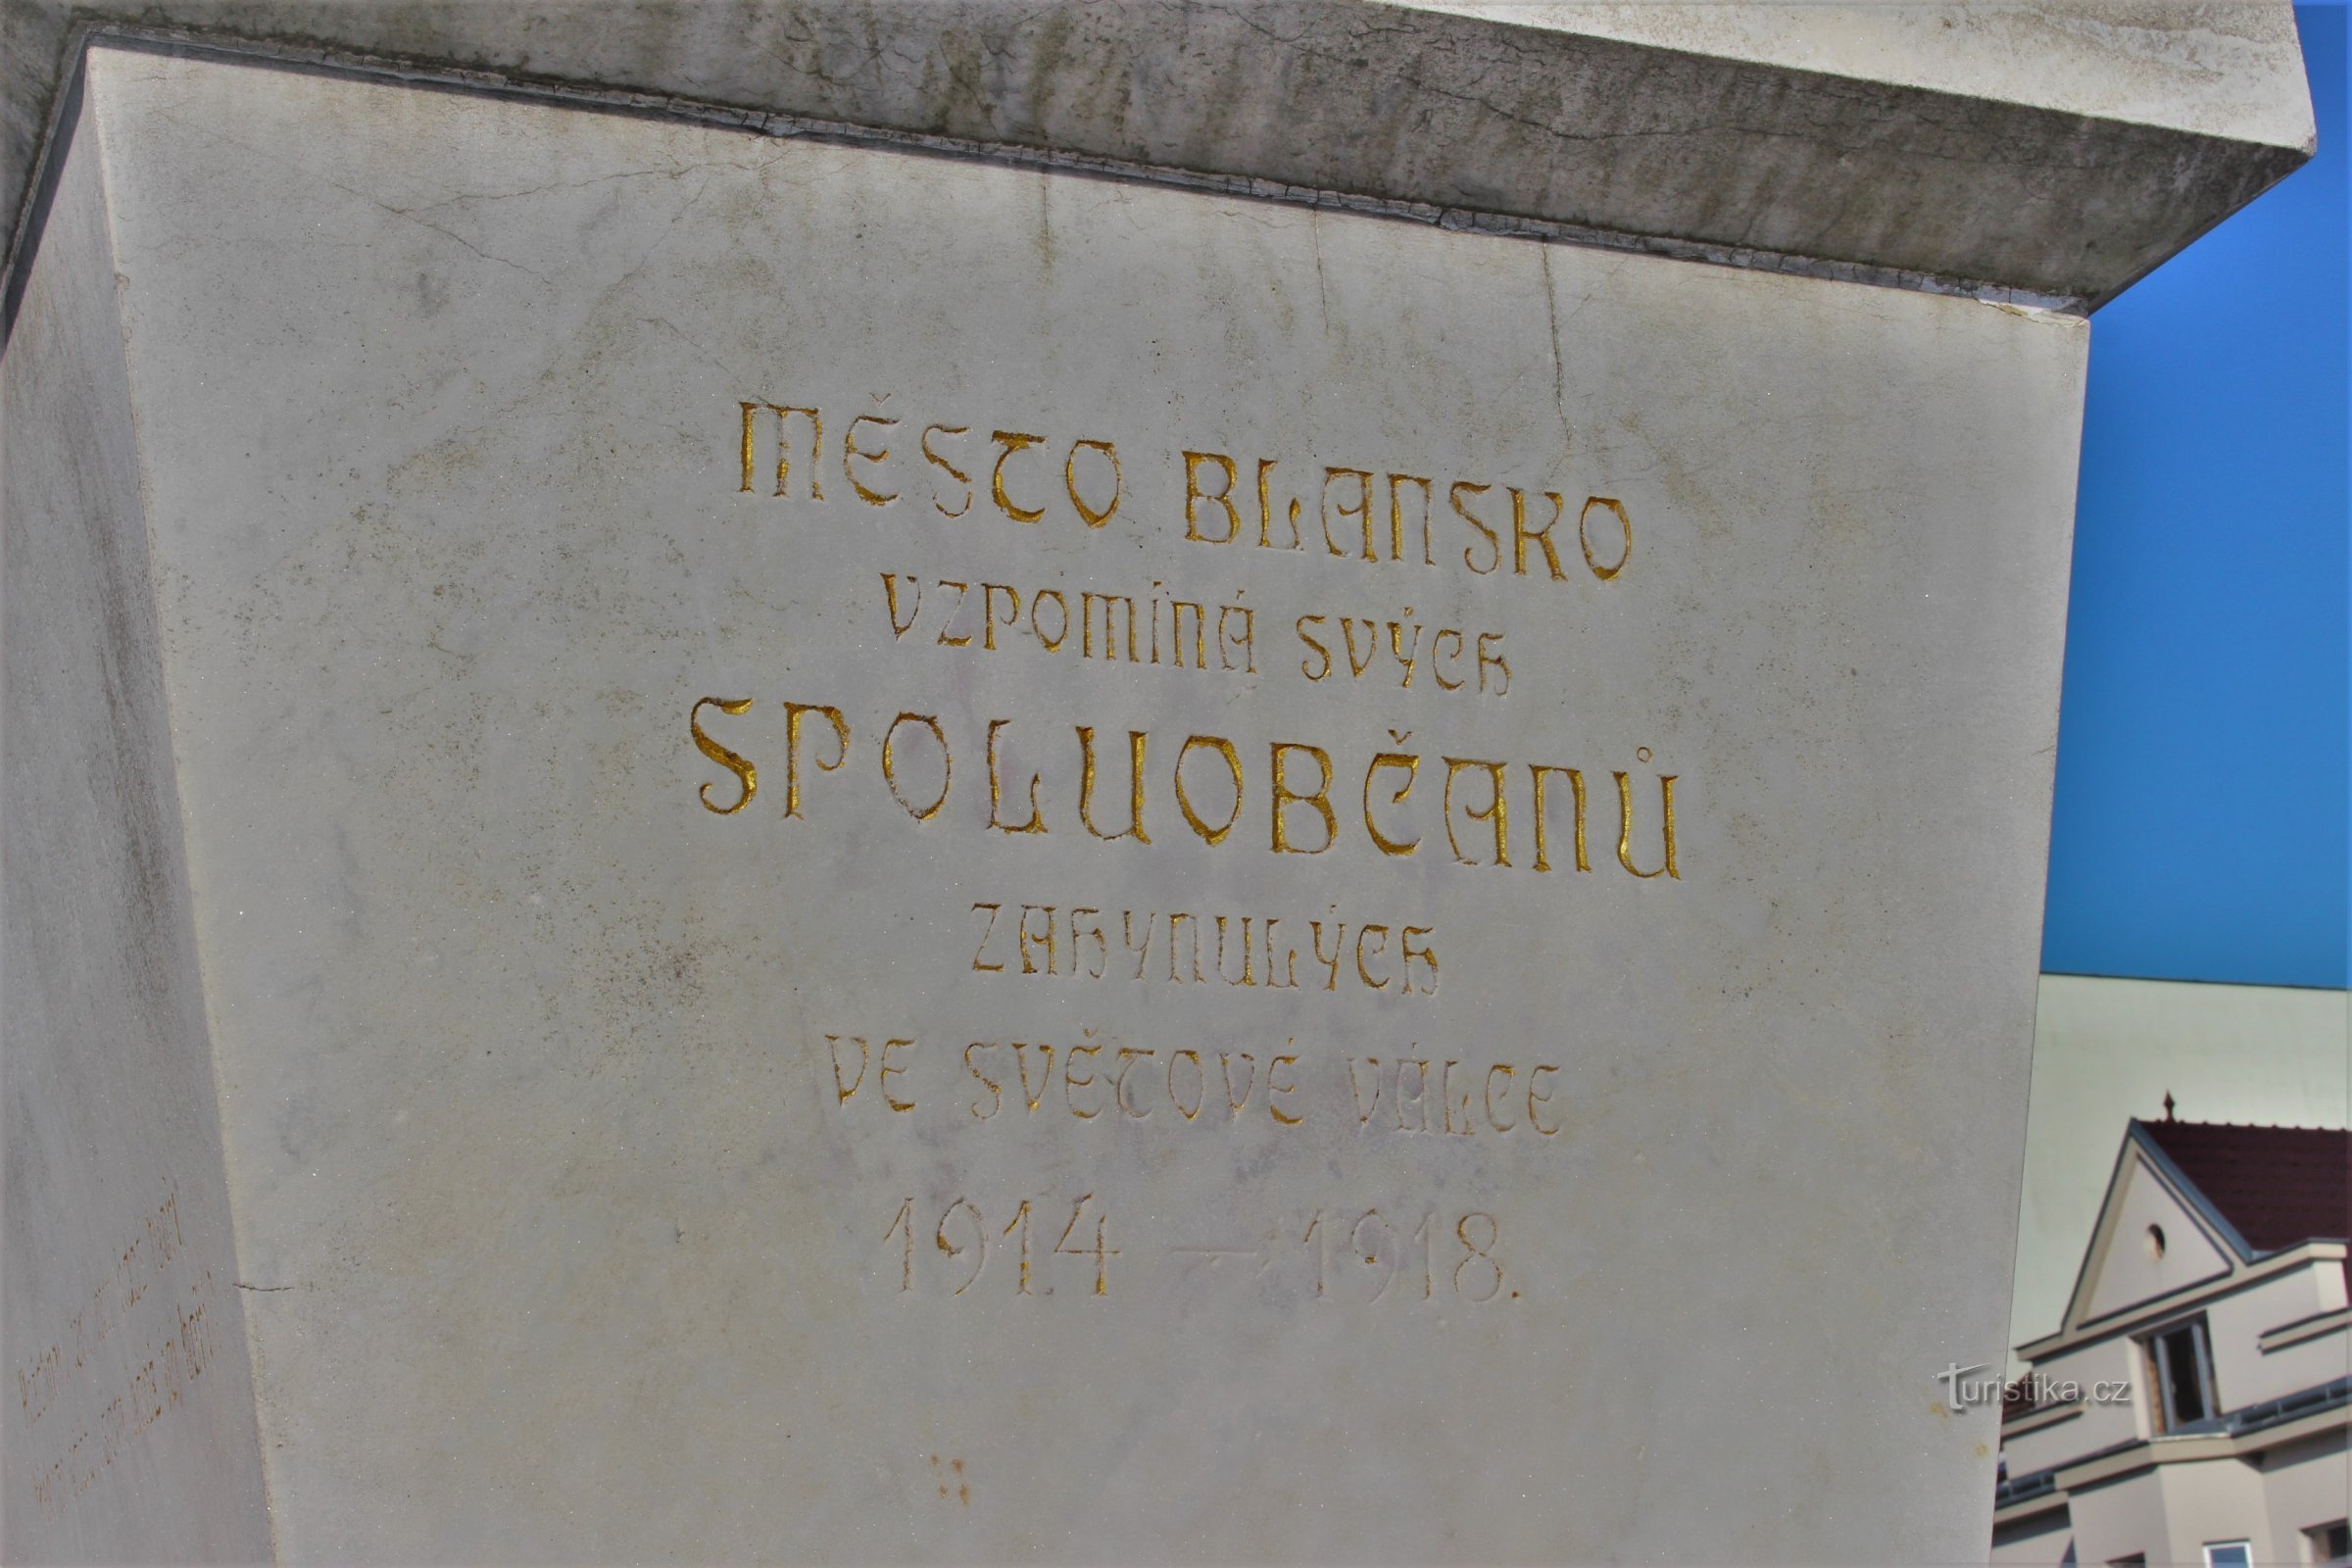 MĚSTO BLANSKO
VZPOMÍNÁ SVÝCH
SPOLUOBČANŮ
ZAHYNULÝCH
VE SVĚTOVÉ VÁLCE
1914 – 1918.
Turistika.cz